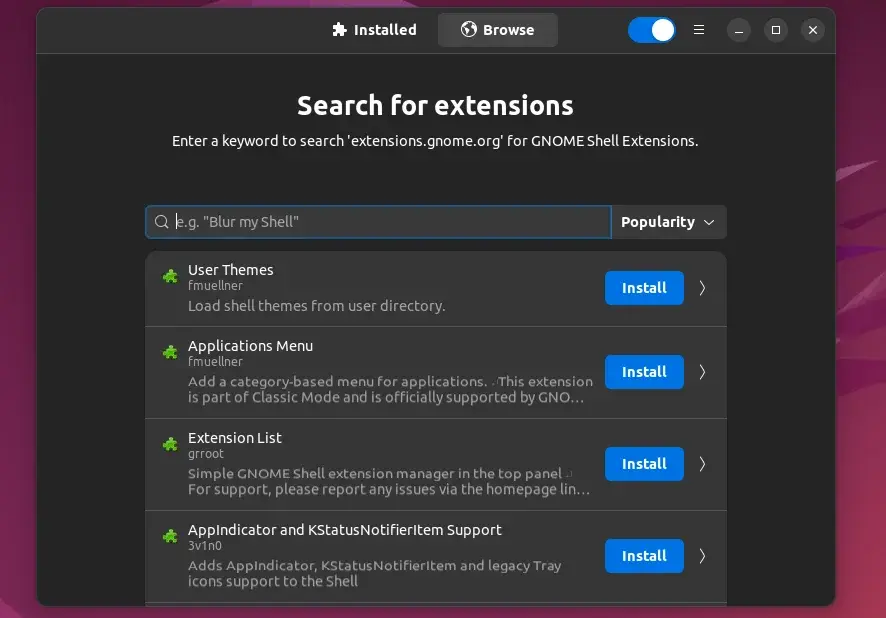 Installed
Browse
Search for extensions
Enter a keyword to search 'extensions.gnome.org' for GNOME Shell Extensions.
e.g. "Blur my Shell"
Popularity
User Themes
fmuellner
Load shell themes from user directory.
Install
Applications Menu
fmuellner
Add a category-based menu for applications. This extension
is part of Classic Mode and is officially supported by GNO…
Install
Extension List
grroot
Simple GNOME Shell extension manager in the top panel
For support, please report any issues via the homepage lin…
Install
AppIndicator and KStatusNotifierItem Support
3v1n0
Adds AppIndicator, KStatusNotifierItem and legacy Tray
icons support to the Shell
Install